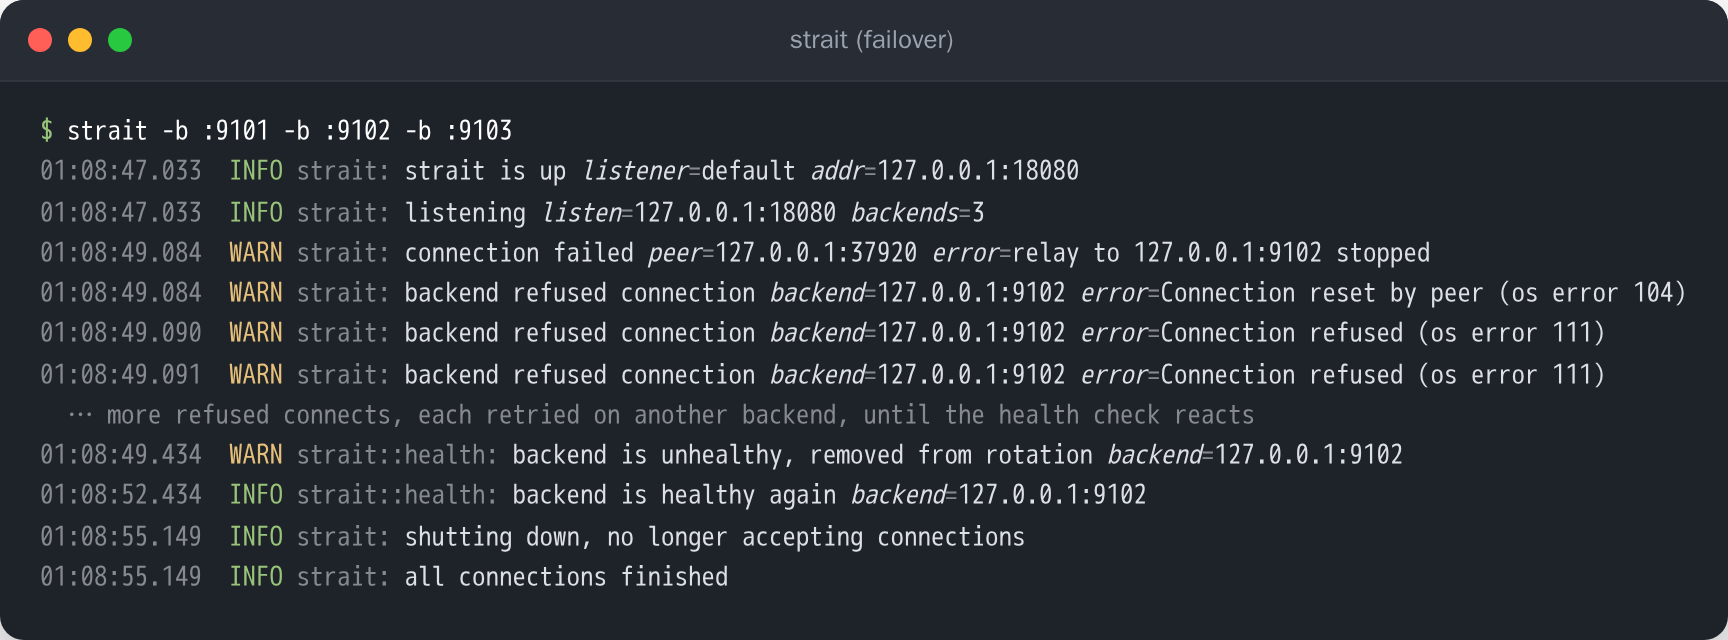 strait (failover)
$ strait -b :9101 -b :9102 -b :9103
01:08:47.033  INFO strait: strait is up listener=default addr=127.0.0.1:18080
01:08:47.033  INFO strait: listening listen=127.0.0.1:18080 backends=3
01:08:49.084  WARN strait: connection failed peer=127.0.0.1:37920 error=relay to 127.0.0.1:9102 stopped
01:08:49.084  WARN strait: backend refused connection backend=127.0.0.1:9102 error=Connection reset by peer (os error 104)
01:08:49.090  WARN strait: backend refused connection backend=127.0.0.1:9102 error=Connection refused (os error 111)
01:08:49.091  WARN strait: backend refused connection backend=127.0.0.1:9102 error=Connection refused (os error 111)
  ⋯ more refused connects, each retried on another backend, until the health check reacts
01:08:49.434  WARN strait::health: backend is unhealthy, removed from rotation backend=127.0.0.1:9102
01:08:52.434  INFO strait::health: backend is healthy again backend=127.0.0.1:9102
01:08:55.149  INFO strait: shutting down, no longer accepting connections
01:08:55.149  INFO strait: all connections finished